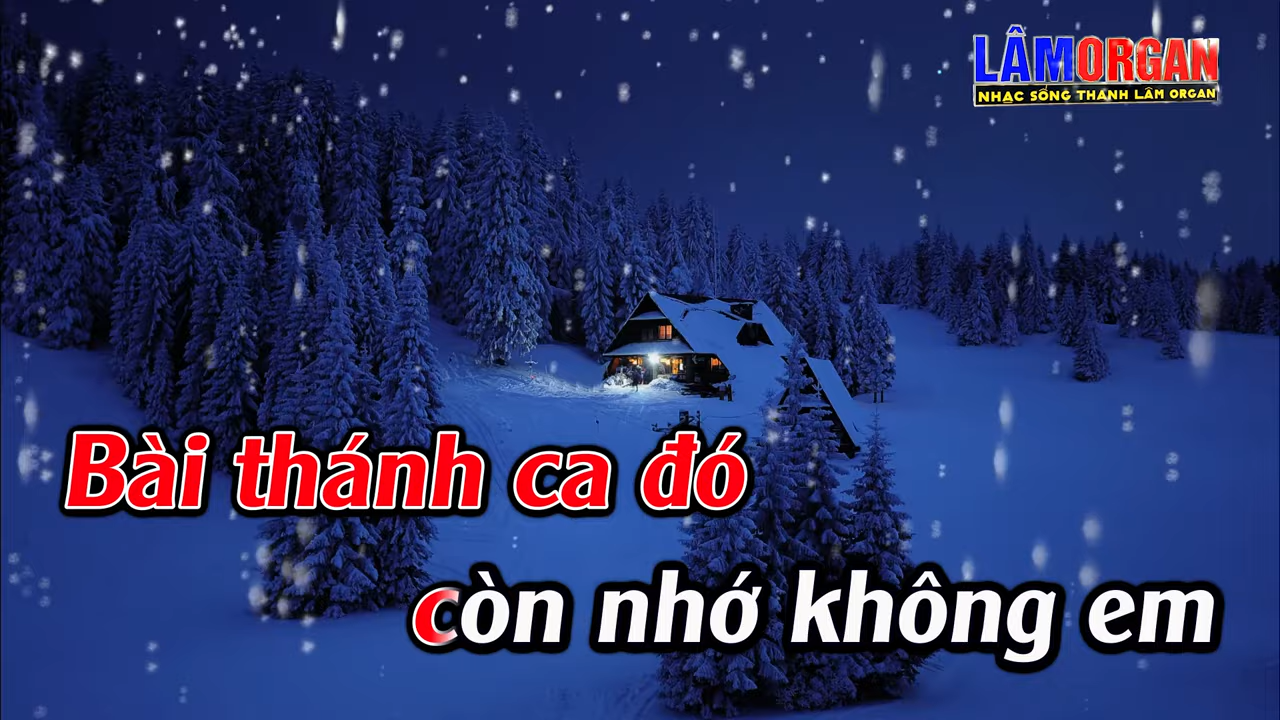 LÂMORGAN
NHẠC SỐNG THANH LÂM ORGAN
Bài thánh ca đó
còn nhớ không em